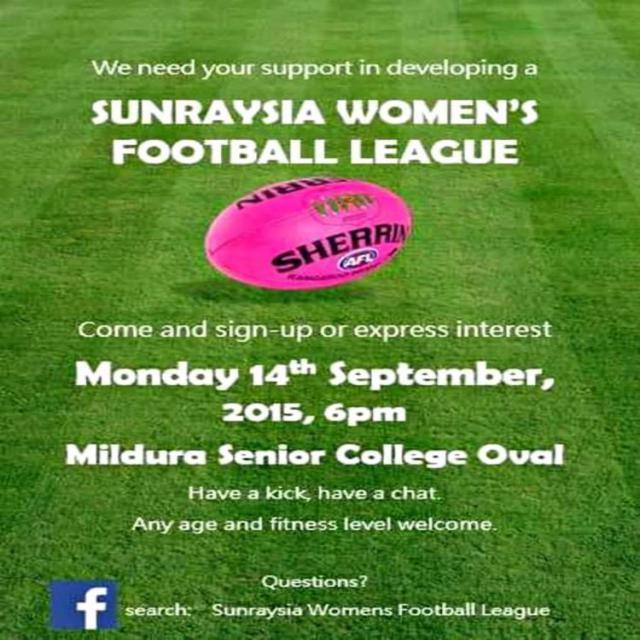 We need your support in developing a
SUNRAYSIA WOMEN'S
FOOTBALL LEAGUE
SHERRIN
AFL
Come and sign-up or express interest
Monday 14th September,
2015, 6pm
Mildura Senior College Oval
Have a kick, have a chat.
Any age and fitness level welcome.
Questions?
f search: Sunraysia Womens Football League